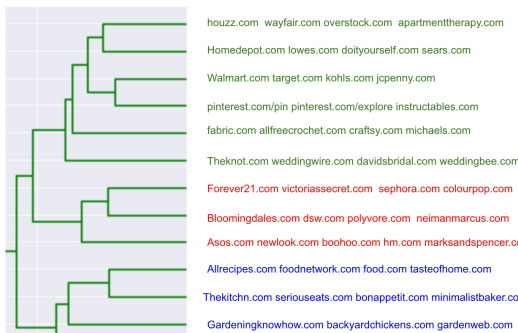 houzz.com wayfair.com overstock.com apartmenttherapy.com
Homedepot.com lowes.com doityourself.com sears.com
Walmart.com target.com kohls.com jcpenny.com
pinterest.com/pin pinterest.com/explore instructables.com
fabric.com allfreecrochet.com craftsy.com michaels.com
Theknot.com weddingwire.com davidsbridal.com weddingbee.com
Forever21.com victoriassecret.com sephora.com colourpop.com
Bloomingdales.com dsw.com polyvore.com neimanmarcus.com
Asos.com newlook.com boohoo.com hm.com marksandspencer.co
Allrecipes.com foodnetwork.com food.com tasteofhome.com
Thekitchn.com seriouseats.com bonappetit.com minimalistbaker.co
Gardeningknowhow.com backyardchickens.com gardenweb.com